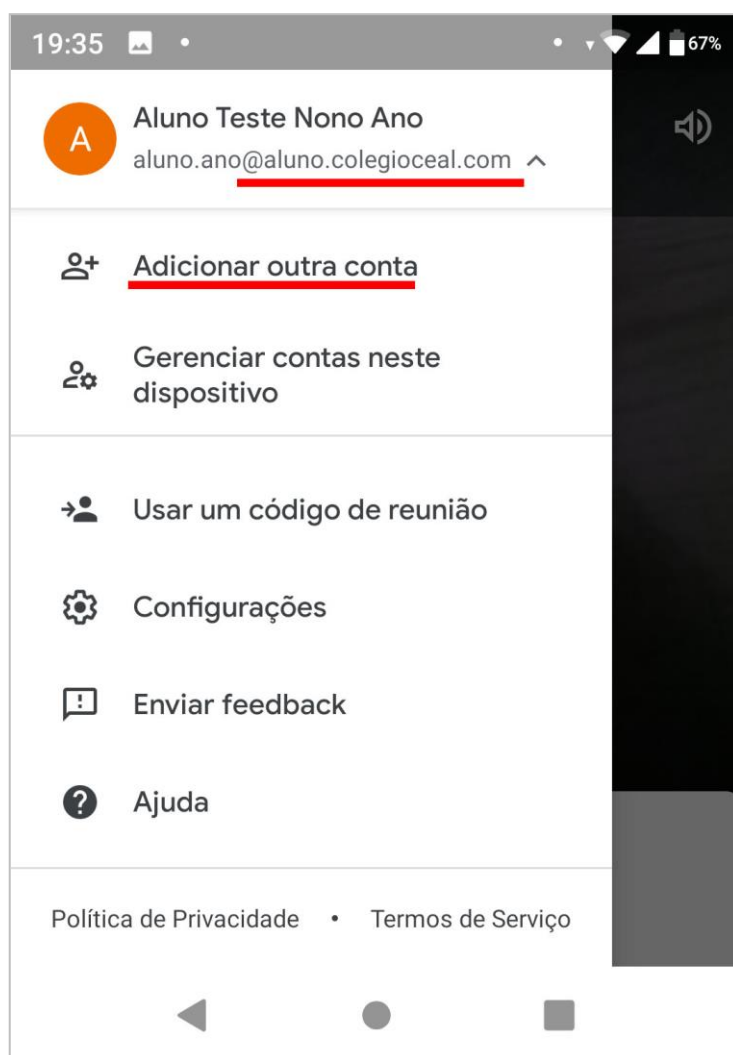 19:35 67%
Aluno Teste Nono Ano
A
aluno.ano@aluno.colegioceal.com
Adicionar outra conta
Gerenciar contas neste
dispositivo
Usar um código de reunião
Configurações
Enviar feedback
Ajuda
Política de Privacidade • Termos de Serviço